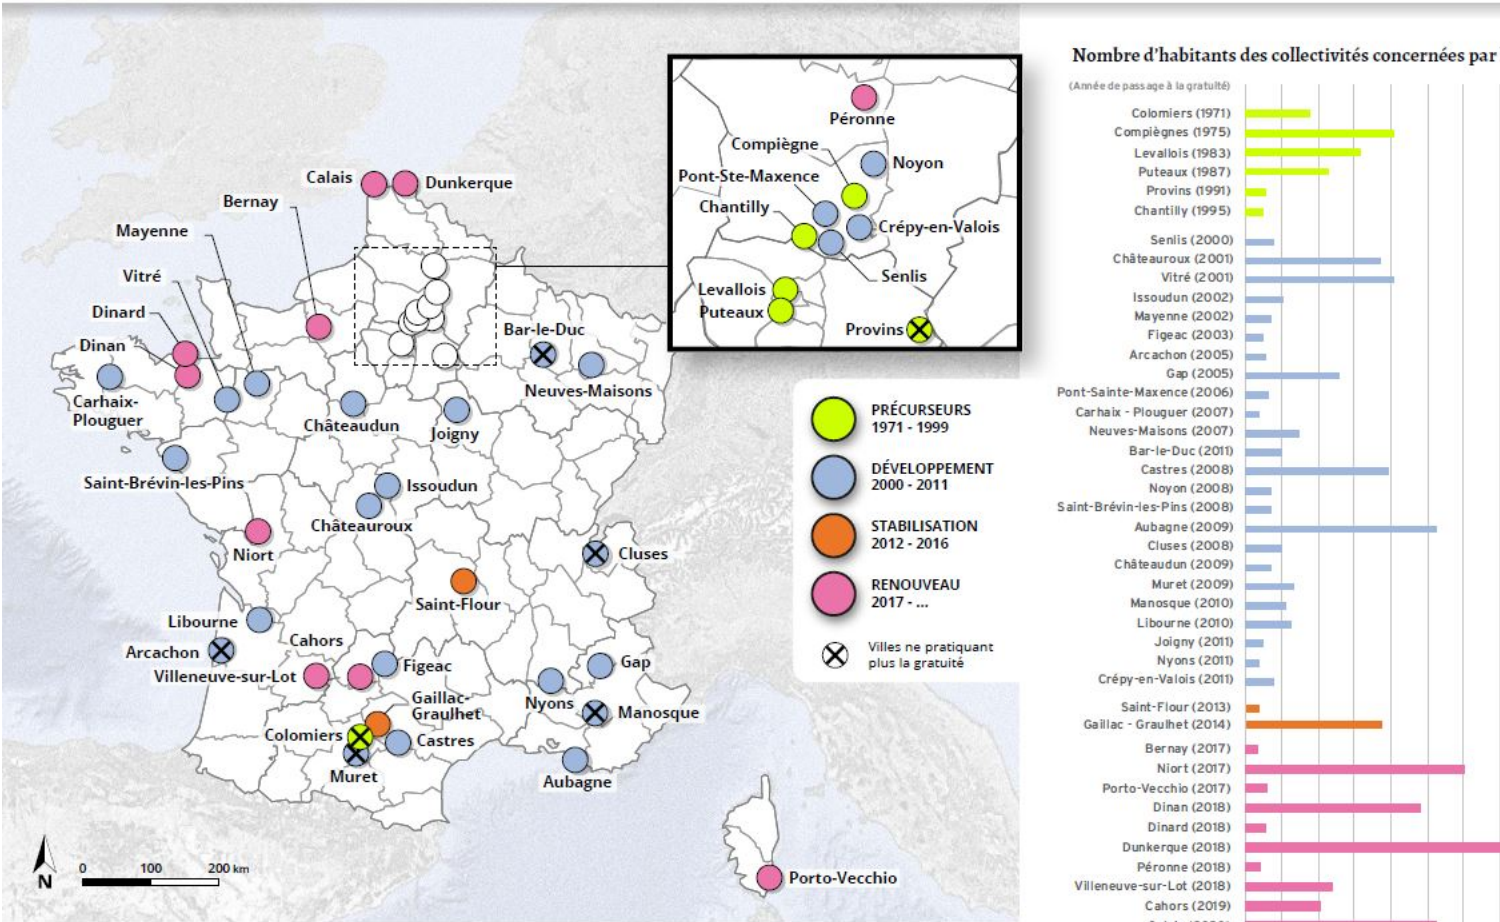 Calais
Dunkerque
Bernay
Mayenne
Vitré
Dinard
Dinan
Carhaix-
Plouguer
Bar-le-Duc
Neuves-Maisons
Châteaudun
Joigny
Saint-Brévin-les-Pins
Issoudun
Châteauroux
Niort
Cluses
Saint-Flour
Libourne
Cahors
Arcachon
Villeneuve-sur-Lot
Figeac
Gap
Gaillac-
Graulhet
Nyons
Manosque
Colomiers
Castres
Muret
Aubagne
Porto-Vecchio
N
0 100 200 km
Péronne
Compiègne
Noyon
Pont-Ste-Maxence
Chantilly
Crépy-en-Valois
Senlis
Levallois
Puteaux
Provins
PRÉCURSEURS
1971 - 1999
DÉVELOPPEMENT
2000 - 2011
STABILISATION
2012 - 2016
RENOUVEAU
2017 - ...
Villes ne pratiquant
plus la gratuité
Nombre d'habitants des collectivités concernées par
(Année de passage à la gratuité)
Colomiers (1971)
Compiègnes (1975)
Levallois (1983)
Puteaux (1987)
Provins (1991)
Chantilly (1995)
Senlis (2000)
Châteauroux (2001)
Vitré (2001)
Issoudun (2002)
Mayenne (2002)
Figeac (2003)
Arcachon (2005)
Gap (2005)
Pont-Sainte-Maxence (2006)
Carhaix - Plouguer (2007)
Neuves-Maisons (2007)
Bar-le-Duc (2011)
Castres (2008)
Noyon (2008)
Saint-Brévin-les-Pins (2008)
Aubagne (2009)
Cluses (2008)
Châteaudun (2009)
Muret (2009)
Manosque (2010)
Libourne (2010)
Joigny (2011)
Nyons (2011)
Crépy-en-Valois (2011)
Saint-Flour (2013)
Gaillac - Graulhet (2014)
Bernay (2017)
Niort (2017)
Porto-Vecchio (2017)
Dinan (2018)
Dinard (2018)
Dunkerque (2018)
Péronne (2018)
Villeneuve-sur-Lot (2018)
Cahors (2019)